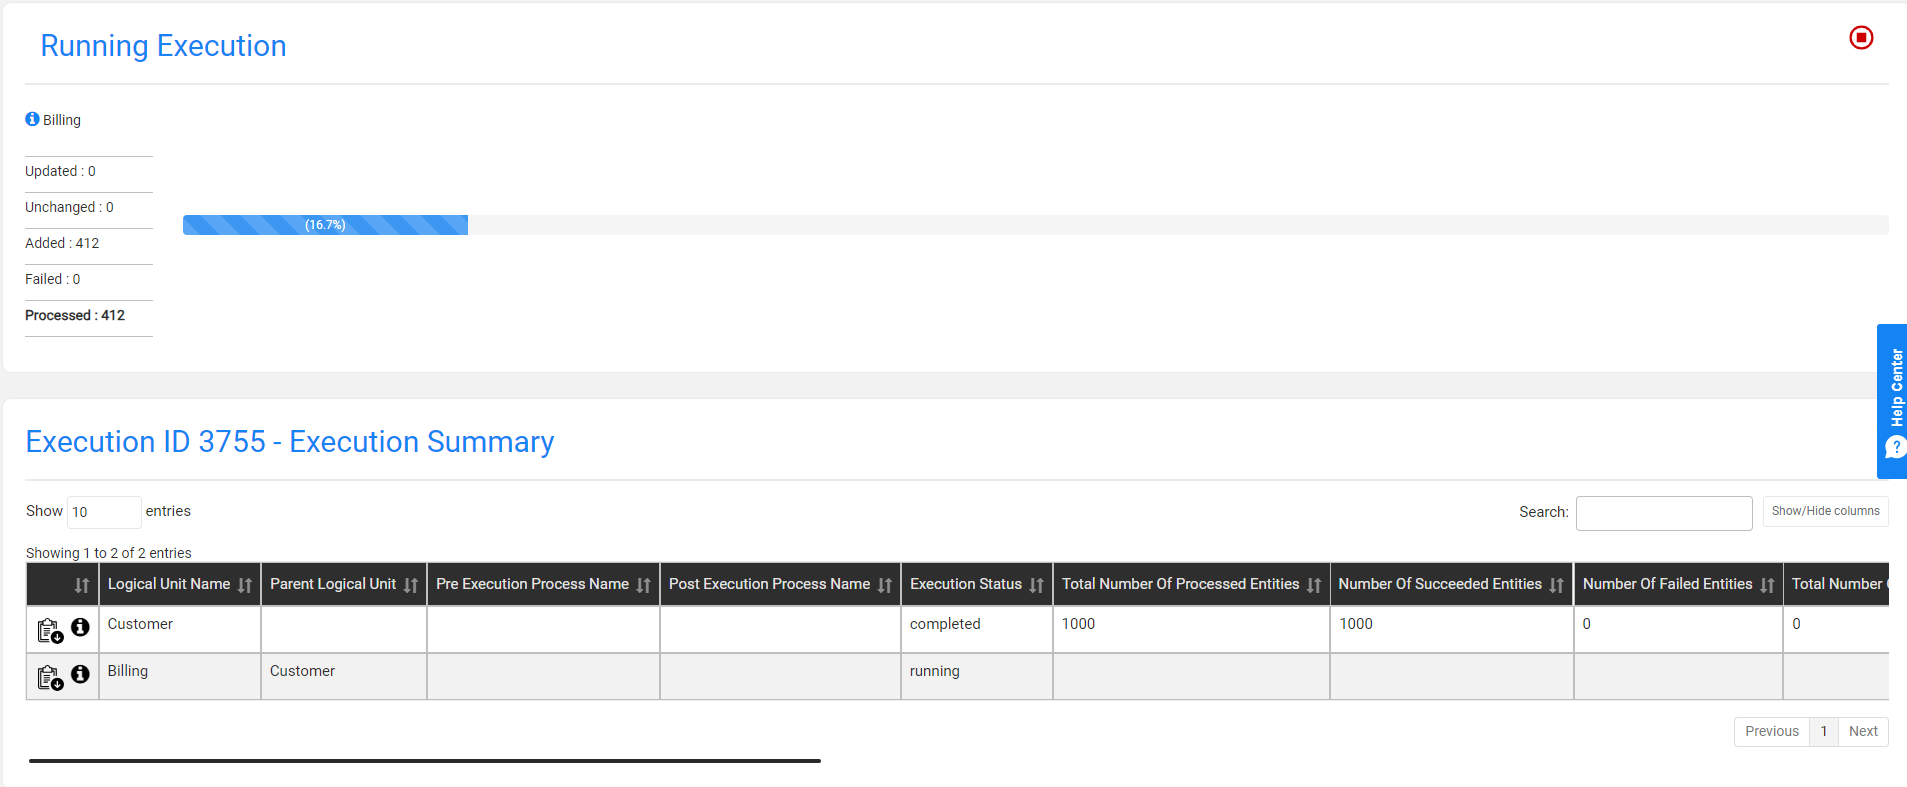 Running Execution
Billing
Updated : 0
Unchanged : 0
(16.7%)
Added : 412
Failed : 0
Processed : 412
Help Center
?
Execution ID 3755 - Execution Summary
Show 10 entries Search: Show/Hide columns
Showing 1 to 2 of 2 entries
Logical Unit Name Parent Logical Unit Pre Execution Process Name Post Execution Process Name Execution Status Total Number Of Processed Entities Number Of Succeeded Entities Number Of Failed Entities Total Number
Customer completed 1000 1000 0 0
Billing Customer running
Previous 1 Next